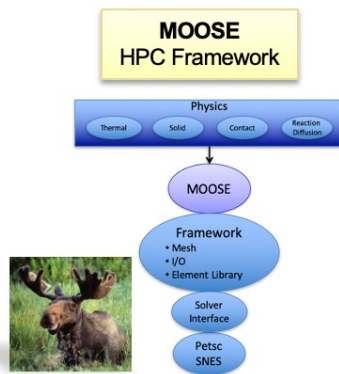 MOOSE
HPC Framework
Physics
Thermal
Solid
Contact
Reaction
Diffusion
MOOSE
Framework
• Mesh
• I/O
• Element Library
Solver
Interface
Petsc
SNES